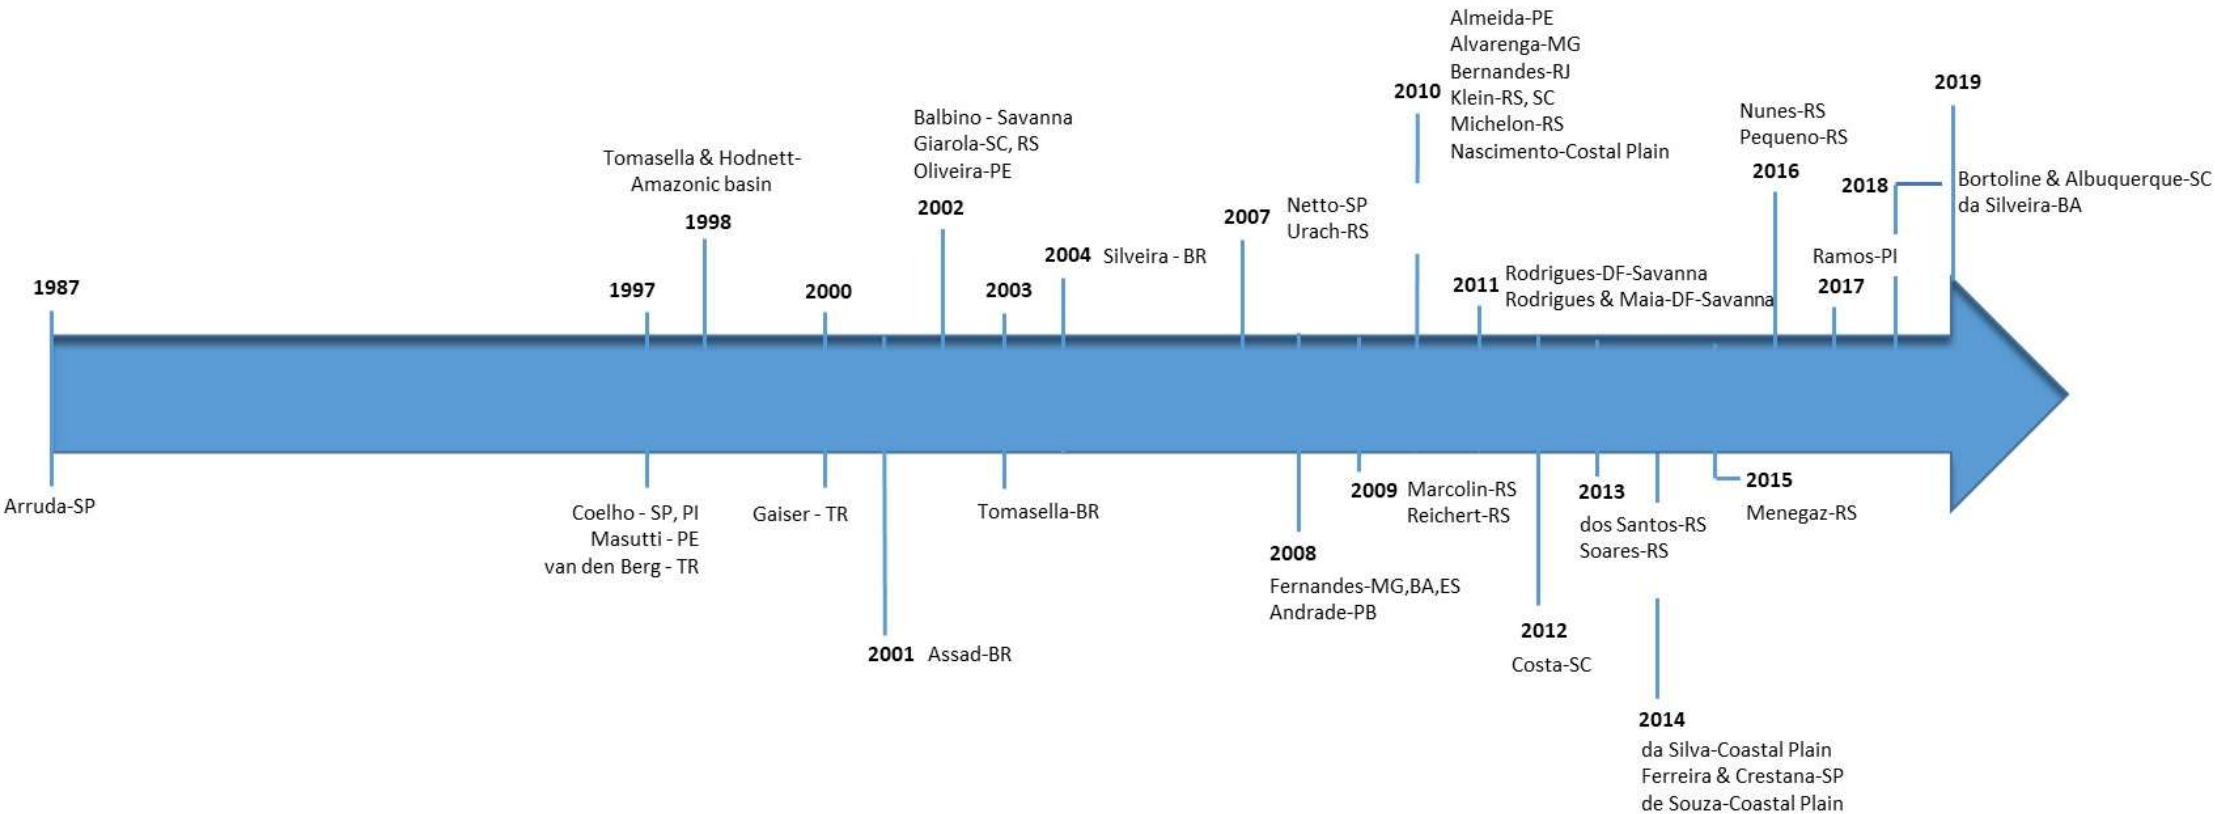 1987
Arruda-SP
1997
Coelho - SP, PI
Masutti - PE
van den Berg - TR
Tomasella & Hodnett-
Amazonic basin
1998
2000
Gaiser - TR
2001 Assad-BR
Balbino - Savanna
Giarola-SC, RS
Oliveira-PE
2002
2003
Tomasella-BR
2004 Silveira - BR
2007
Netto-SP
Urach-RS
2008
Fernandes-MG,BA,ES
Andrade-PB
2009 Marcolin-RS
Reichert-RS
2010
Almeida-PE
Alvarenga-MG
Bernandes-RJ
Klein-RS, SC
Michelon-RS
Nascimento-Costal Plain
2011
Rodrigues-DF-Savanna
Rodrigues & Maia-DF-Savanna
2012
Costa-SC
2013
dos Santos-RS
Soares-RS
2014
da Silva-Coastal Plain
Ferreira & Crestana-SP
de Souza-Coastal Plain
2015
Menegaz-RS
Nunes-RS
Pequeno-RS
2016
Ramos-PI
2017
2018
2019
Bortoline & Albuquerque-SC
da Silveira-BA